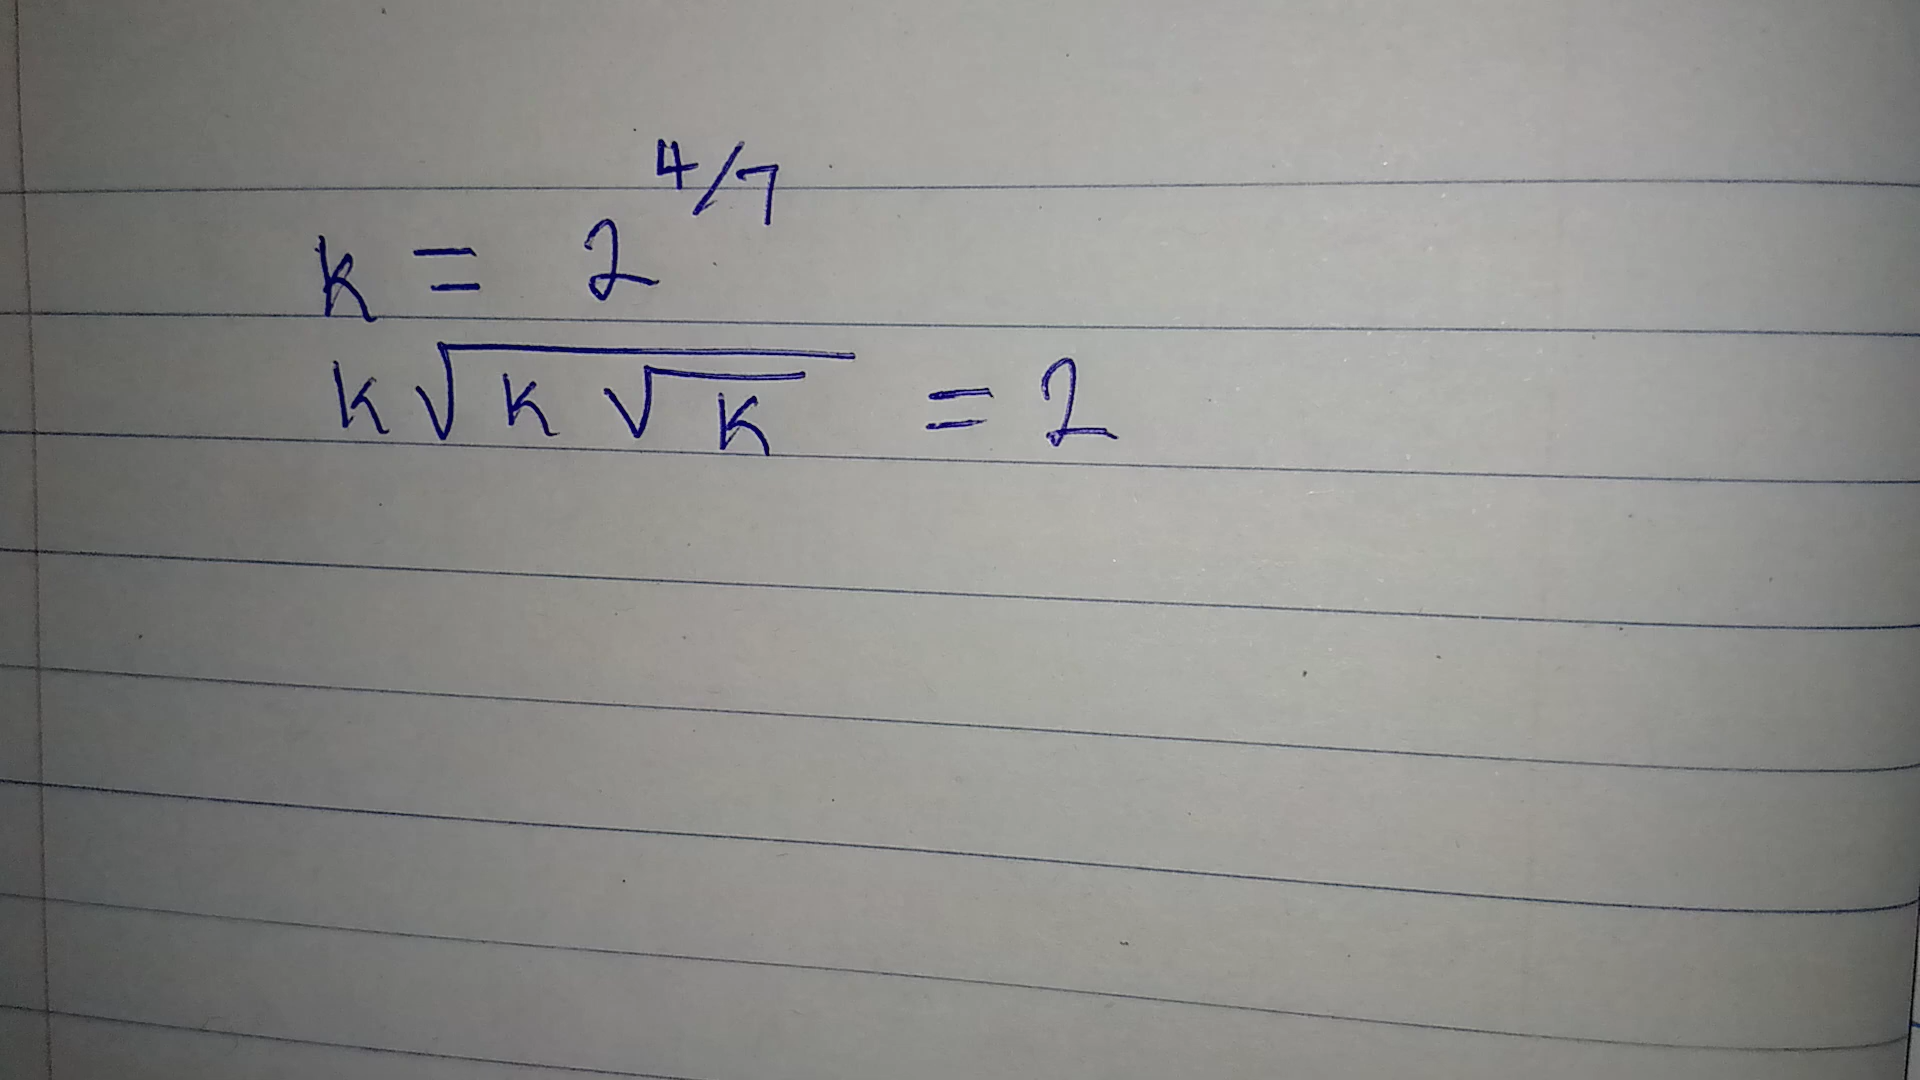 k = 2^4/7
k√(k√k) = 2